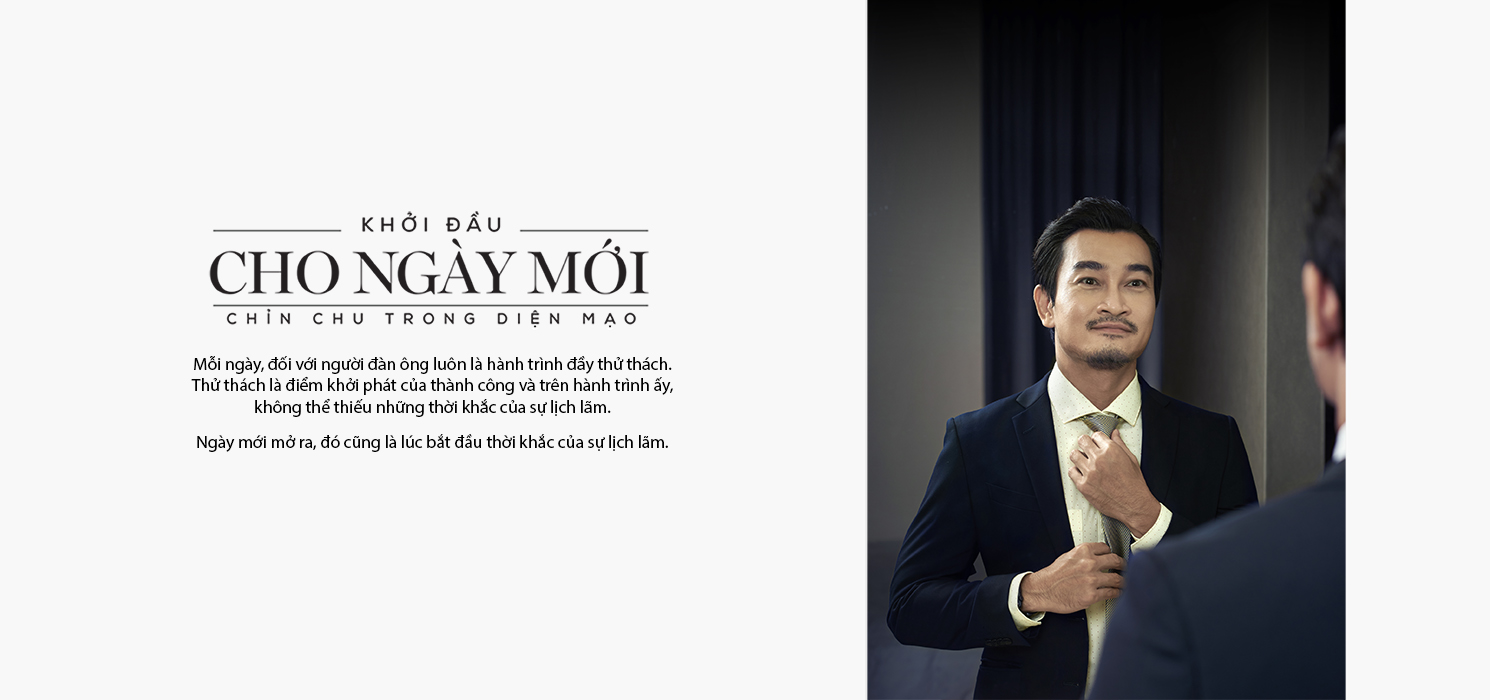 KHỞI ĐẦU
CHO NGÀY MỚI
CHỈN CHU TRONG DIỆN MẠO
Mỗi ngày, đối với người đàn ông luôn là hành trình đầy thử thách.
Thử thách là điểm khởi phát của thành công và trên hành trình ấy,
không thể thiếu những thời khắc của sự lịch lãm.
Ngày mới mở ra, đó cũng là lúc bắt đầu thời khắc của sự lịch lãm.